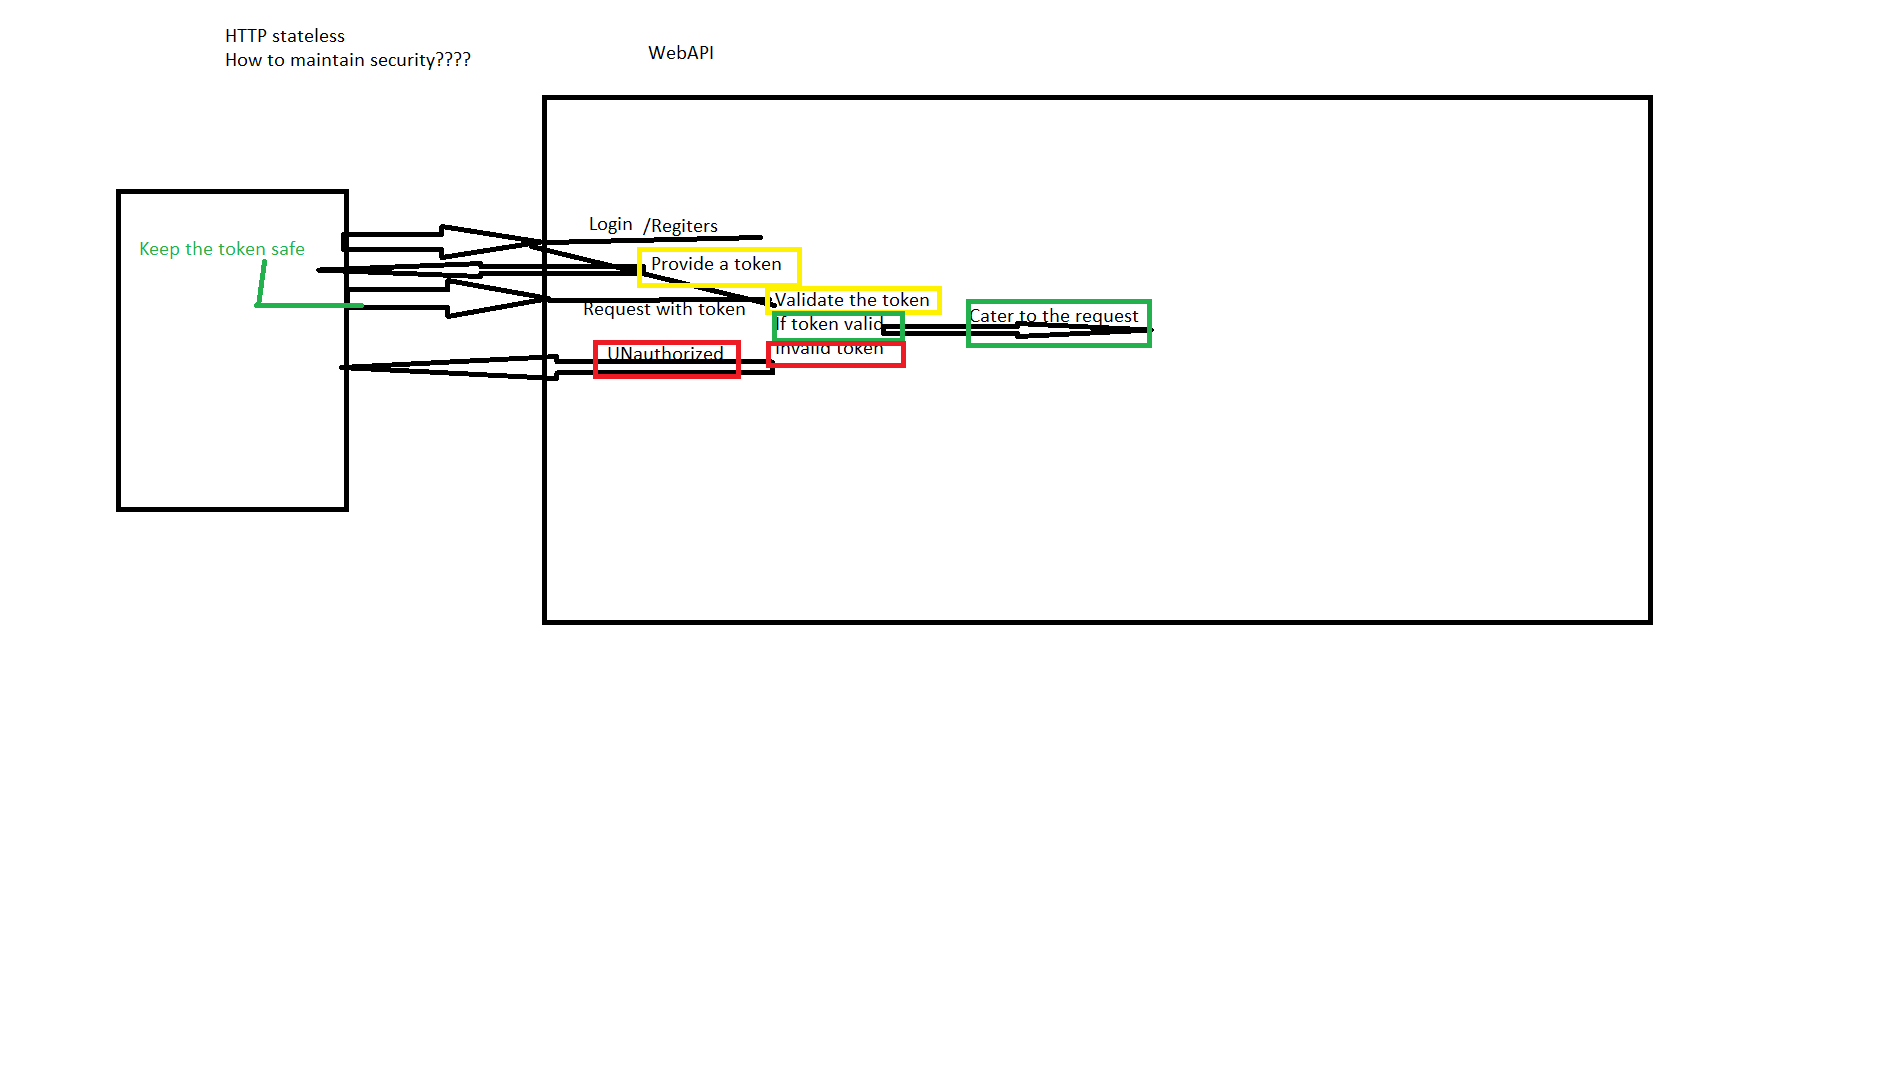 HTTP stateless
How to maintain security????
WebAPI
Login /Regiters
Keep the token safe
Provide a token
Validate the token
Request with token
If token valid
Cater to the request
Invalid token
UNauthorized